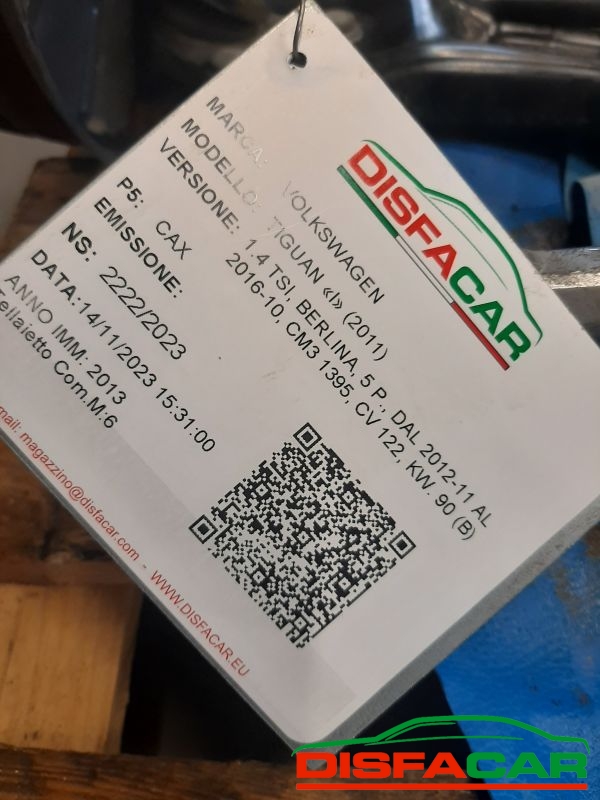 DISFACAR
MARCA: VOLKSWAGEN
MODELLO: TIGUAN «I» (2011)
VERSIONE: 1.4 TSI, BERLINA, 5 P., DAL 2012-11 AL
2016-10, CM3 1395, CV 122, KW. 90 (B)
P5: CAX
EMISSIONE:
NS: 2222/2023
DATA:14/11/2023 15:31:00
ANNO IMM: 2013
Com.M:6
magazzino@disfacar.com - WWW.DISFACAR.EU
DISFACAR